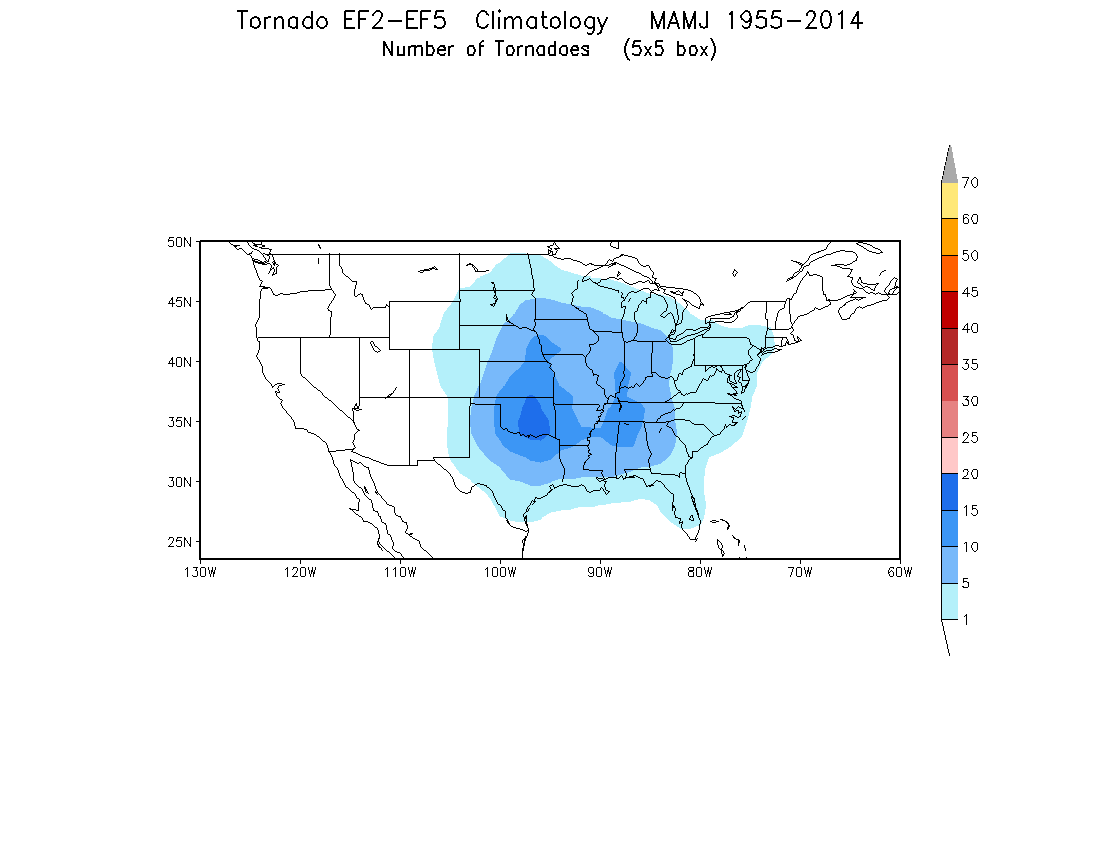 Tornado EF2-EF5 Climatology MAMJ 1955-2014
Number of Tornadoes (5x5 box)
70
60
50
45
40
35
30
25
20
15
10
5
1
50N
45N
40N
35N
30N
25N
130W 120W 110W 100W 90W 80W 70W 60W